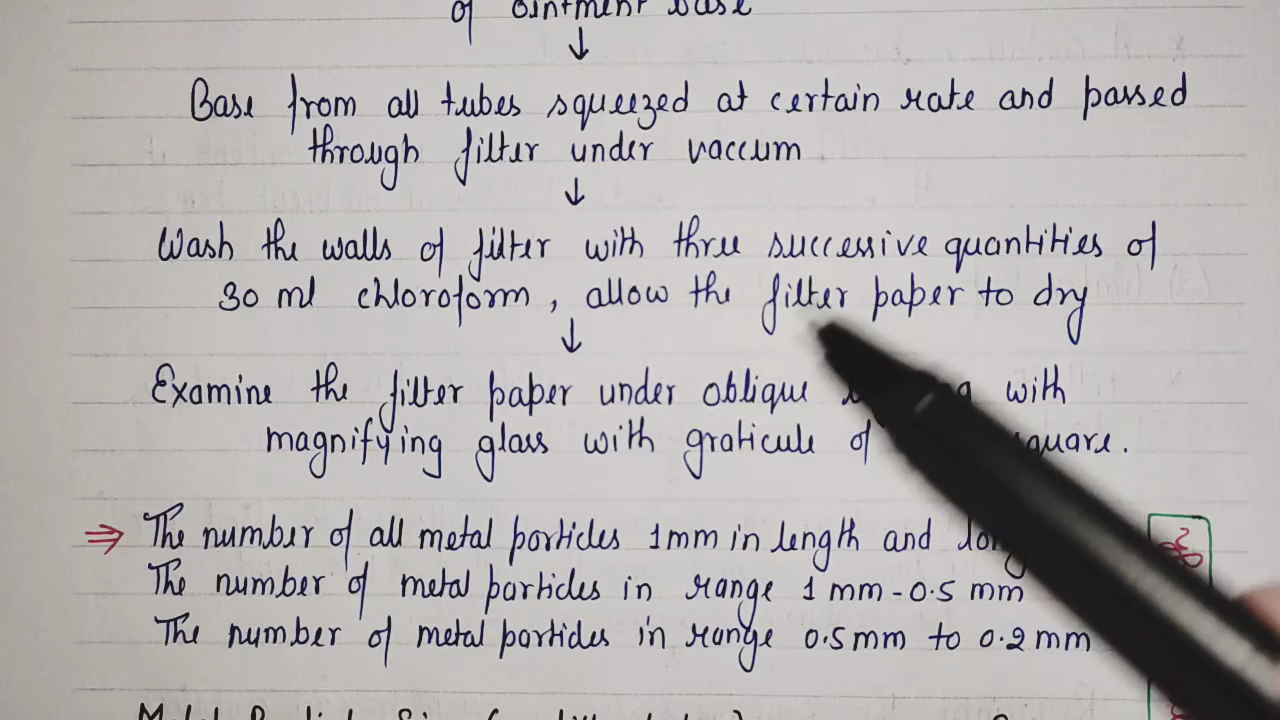 of ointment base
↓
Base from all tubes squeezed at certain rate and passed
through filter under vaccum
↓
Wash the walls of filter with three successive quantities of
30 ml chloroform, allow the filter paper to dry
↓
Examine the filter paper under oblique with
magnifying glass with graticule of square.
⇒ The number of all metal particles 1mm in length and
The number of metal particles in range 1 mm - 0.5 mm
The number of metal particles in range 0.5mm to 0.2 mm